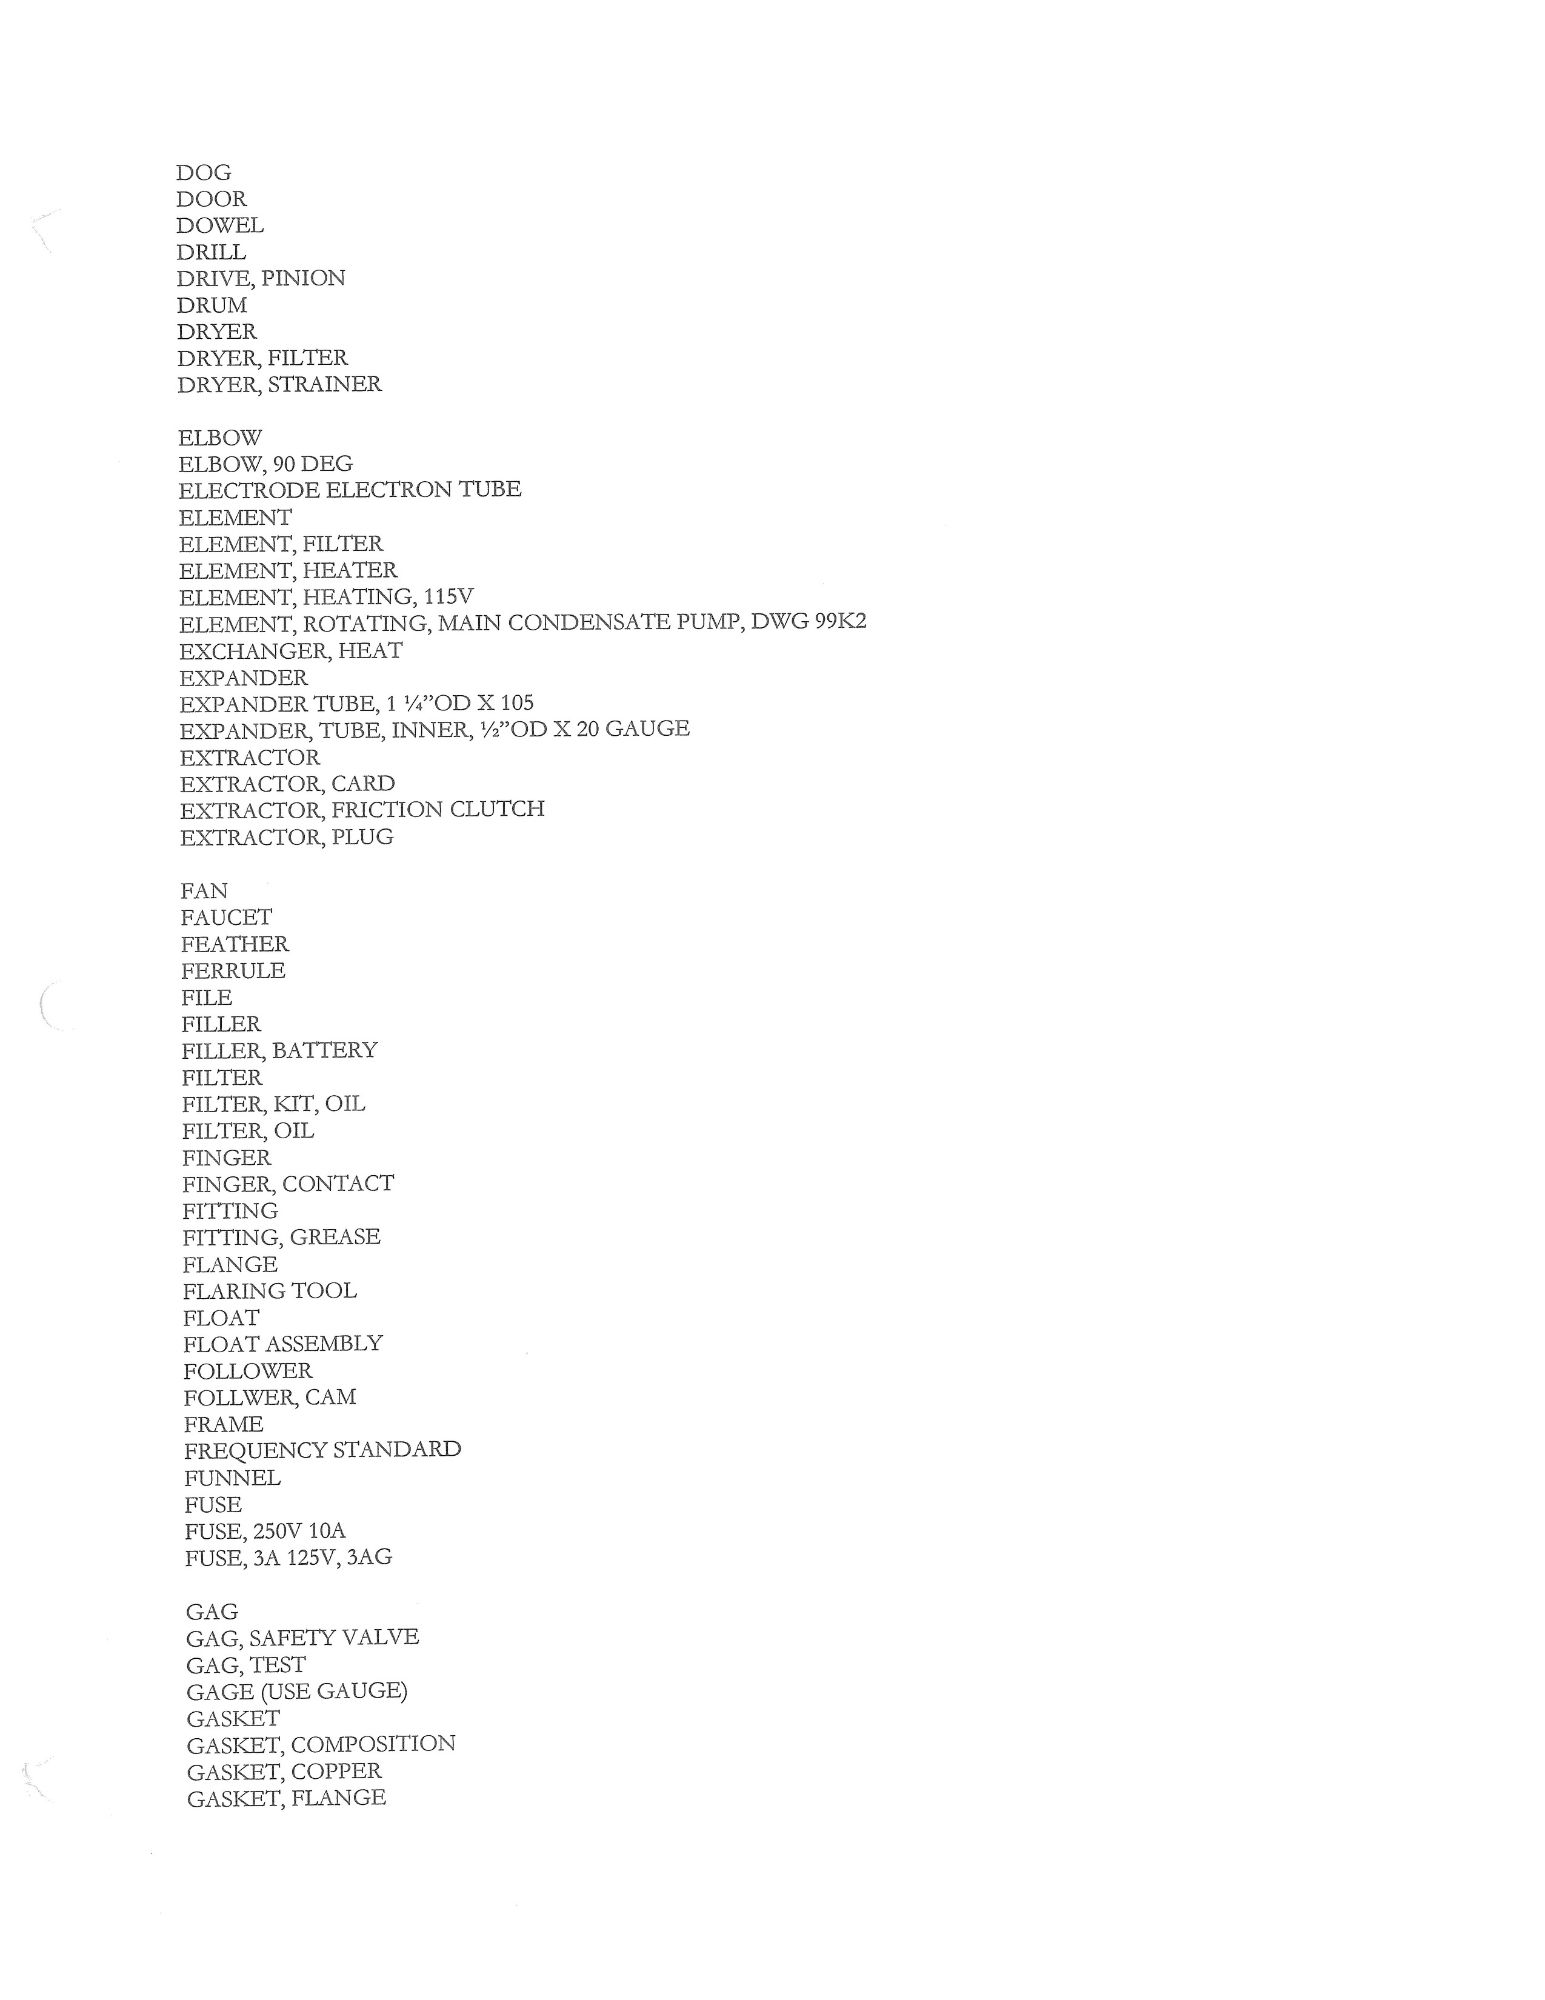 DOG
DOOR
DOWEL
DRILL
DRIVE, PINION
DRUM
DRYER
DRYER, FILTER
DRYER, STRAINER
ELBOW
ELBOW, 90 DEG
ELECTRODE ELECTRON TUBE
ELEMENT
ELEMENT, FILTER
ELEMENT, HEATER
ELEMENT, HEATING, 115V
ELEMENT, ROTATING, MAIN CONDENSATE PUMP, DWG 99K2
EXCHANGER, HEAT
EXPANDER
EXPANDER TUBE, 1 ¼”OD X 105
EXPANDER, TUBE, INNER, ½”OD X 20 GAUGE
EXTRACTOR
EXTRACTOR, CARD
EXTRACTOR, FRICTION CLUTCH
EXTRACTOR, PLUG
FAN
FAUCET
FEATHER
FERRULE
FILE
FILLER
FILLER, BATTERY
FILTER
FILTER, KIT, OIL
FILTER, OIL
FINGER
FINGER, CONTACT
FITTING
FITTING, GREASE
FLANGE
FLARING TOOL
FLOAT
FLOAT ASSEMBLY
FOLLOWER
FOLLWER, CAM
FRAME
FREQUENCY STANDARD
FUNNEL
FUSE
FUSE, 250V 10A
FUSE, 3A 125V, 3AG
GAG
GAG, SAFETY VALVE
GAG, TEST
GAGE (USE GAUGE)
GASKET
GASKET, COMPOSITION
GASKET, COPPER
GASKET, FLANGE